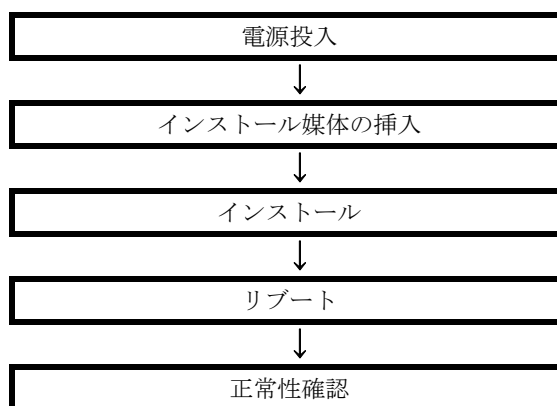 電源投入
インストール媒体の挿入
インストール
リブート
正常性確認